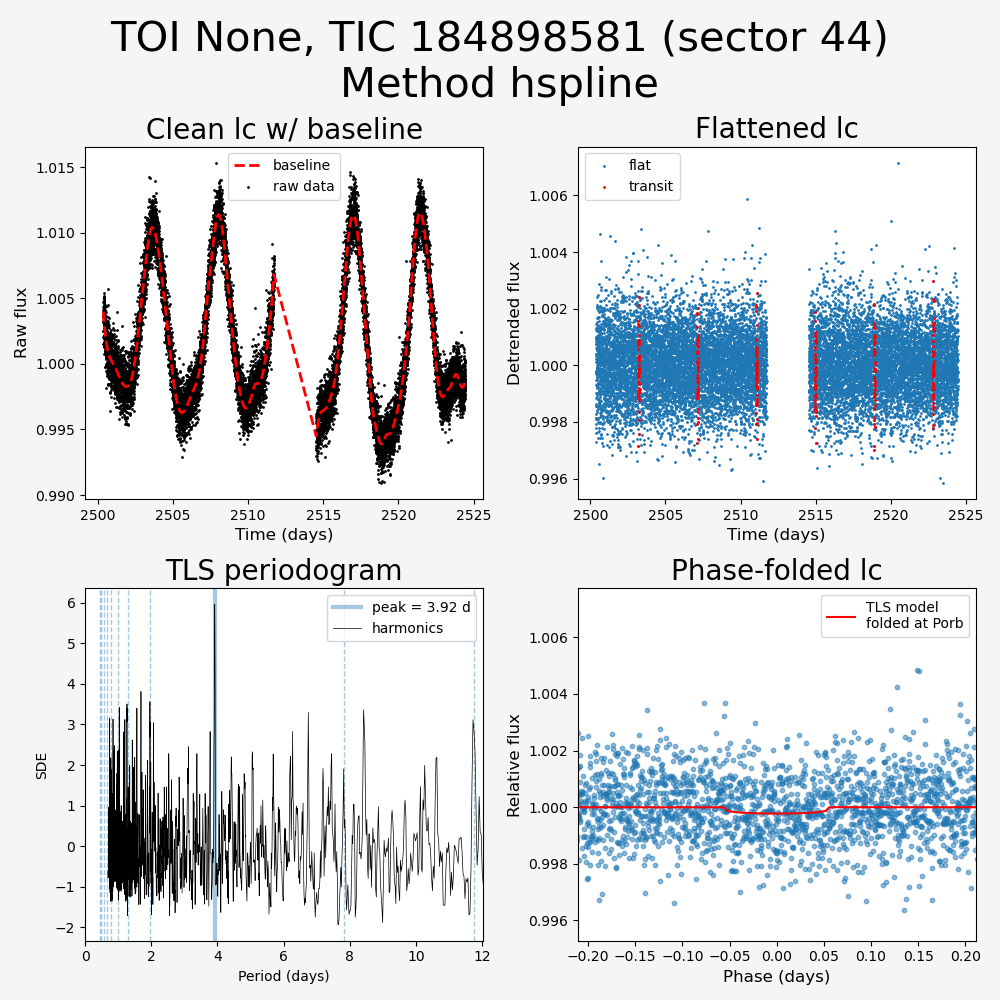 TOI None, TIC 184898581 (sector 44)
Method hspline
Clean lc w/ baseline
baseline
raw data
1.015
1.010
1.005
1.000
0.995
0.990
Raw flux
2500
2505
2510
2515
2520
2525
Time (days)
Flattened lc
flat
transit
1.006
1.004
1.002
1.000
0.998
0.996
Detrended flux
2500
2505
2510
2515
2520
2525
Time (days)
TLS periodogram
peak = 3.92 d
harmonics
6
5
4
3
2
1
0
−1
−2
SDE
0
2
4
6
8
10
12
Period (days)
Phase-folded lc
TLS model
folded at Porb
1.006
1.004
1.002
1.000
0.998
0.996
Relative flux
−0.20
−0.15
−0.10
−0.05
0.00
0.05
0.10
0.15
0.20
Phase (days)